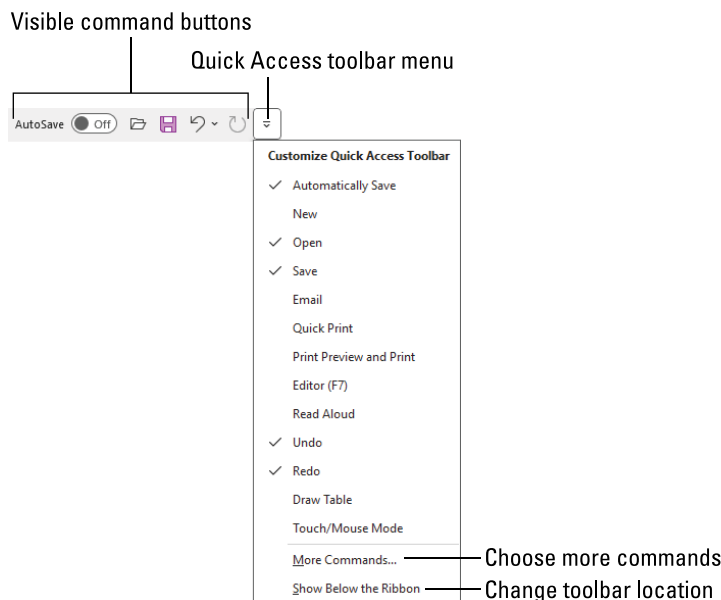 Visible command buttons
Quick Access toolbar menu
AutoSave Off
Customize Quick Access Toolbar
Automatically Save
New
Open
Save
Email
Quick Print
Print Preview and Print
Editor (F7)
Read Aloud
Undo
Redo
Draw Table
Touch/Mouse Mode
More Commands... Choose more commands
Show Below the Ribbon Change toolbar location